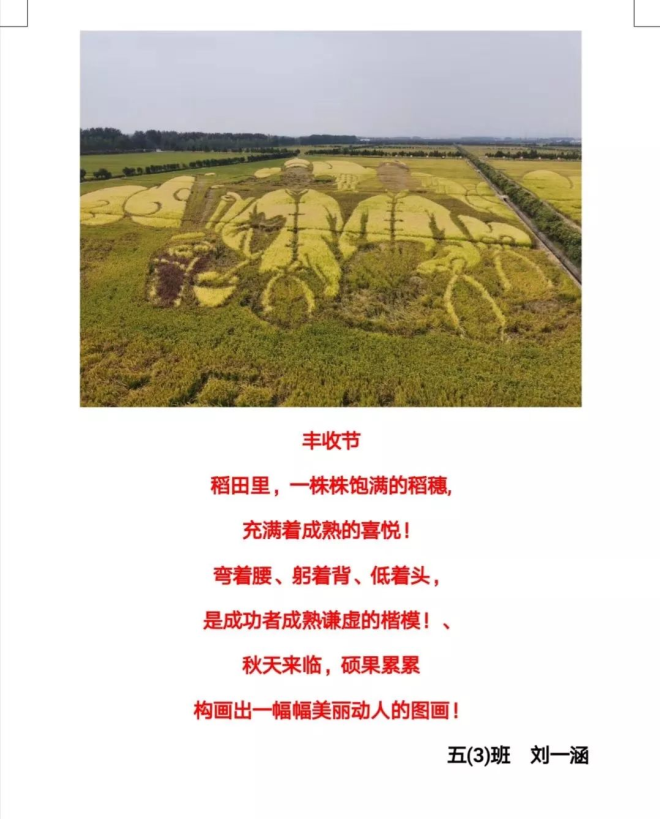 丰收节
稻田里，一株株饱满的稻穗,
充满着成熟的喜悦！
弯着腰、躬着背、低着头，
是成功者成熟谦虚的楷模！、
秋天来临，硕果累累
构画出一幅幅美丽动人的图画！
五(3)班　刘一涵